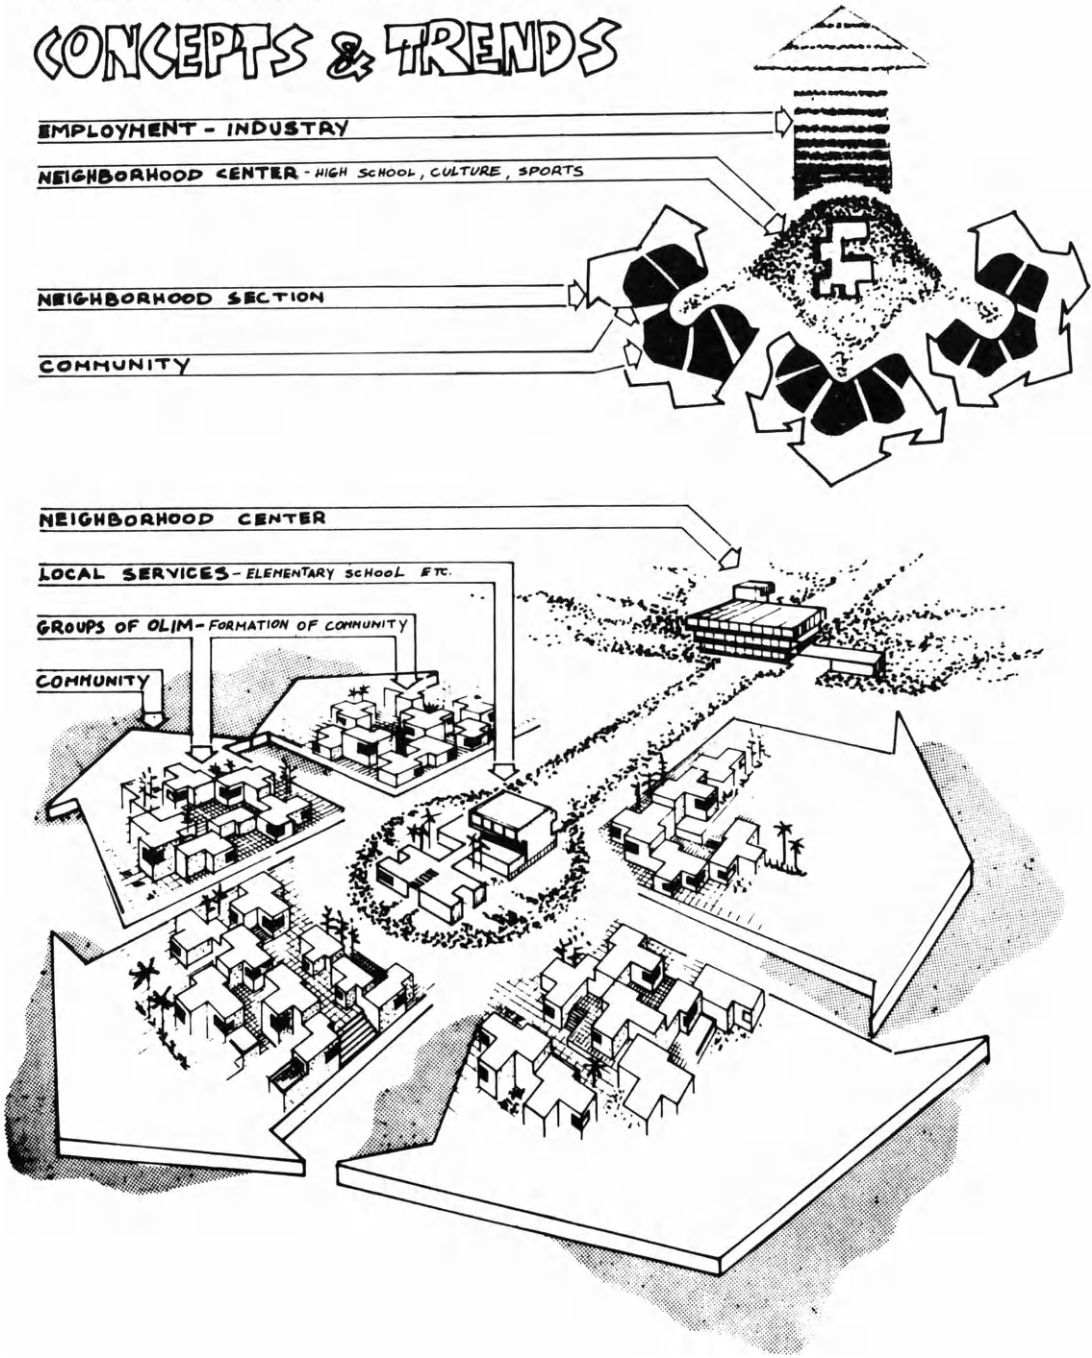 CONCEPTS & TRENDS
EMPLOYMENT - INDUSTRY
NEIGHBORHOOD CENTER - HIGH SCHOOL, CULTURE, SPORTS
NEIGHBORHOOD SECTION
COMMUNITY
NEIGHBORHOOD CENTER
LOCAL SERVICES - ELEMENTARY SCHOOL ETC.
GROUPS OF OLIM - FORMATION OF COMMUNITY
COMMUNITY